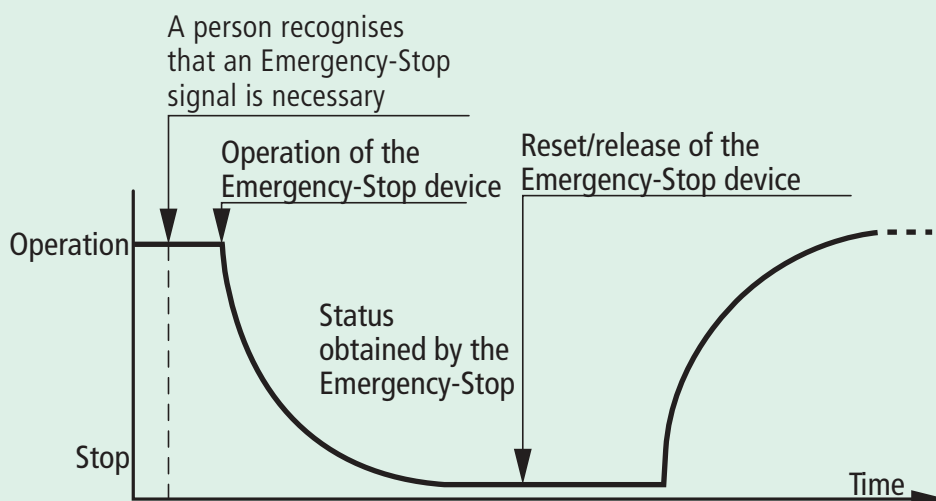 A person recognises
that an Emergency-Stop
signal is necessary
Operation of the
Emergency-Stop device
Reset/release of the
Emergency-Stop device
Operation
Status
obtained by the
Emergency-Stop
Stop
Time